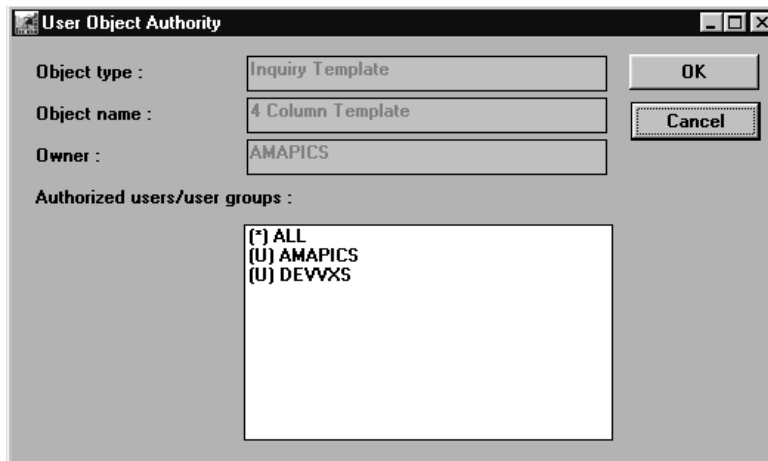 User Object Authority
Object type : Inquiry Template
OK
Object name : 4 Column Template
Cancel
Owner : AMAPICS
Authorized users/user groups :
(*) ALL
(U) AMAPICS
(U) DEVVXS